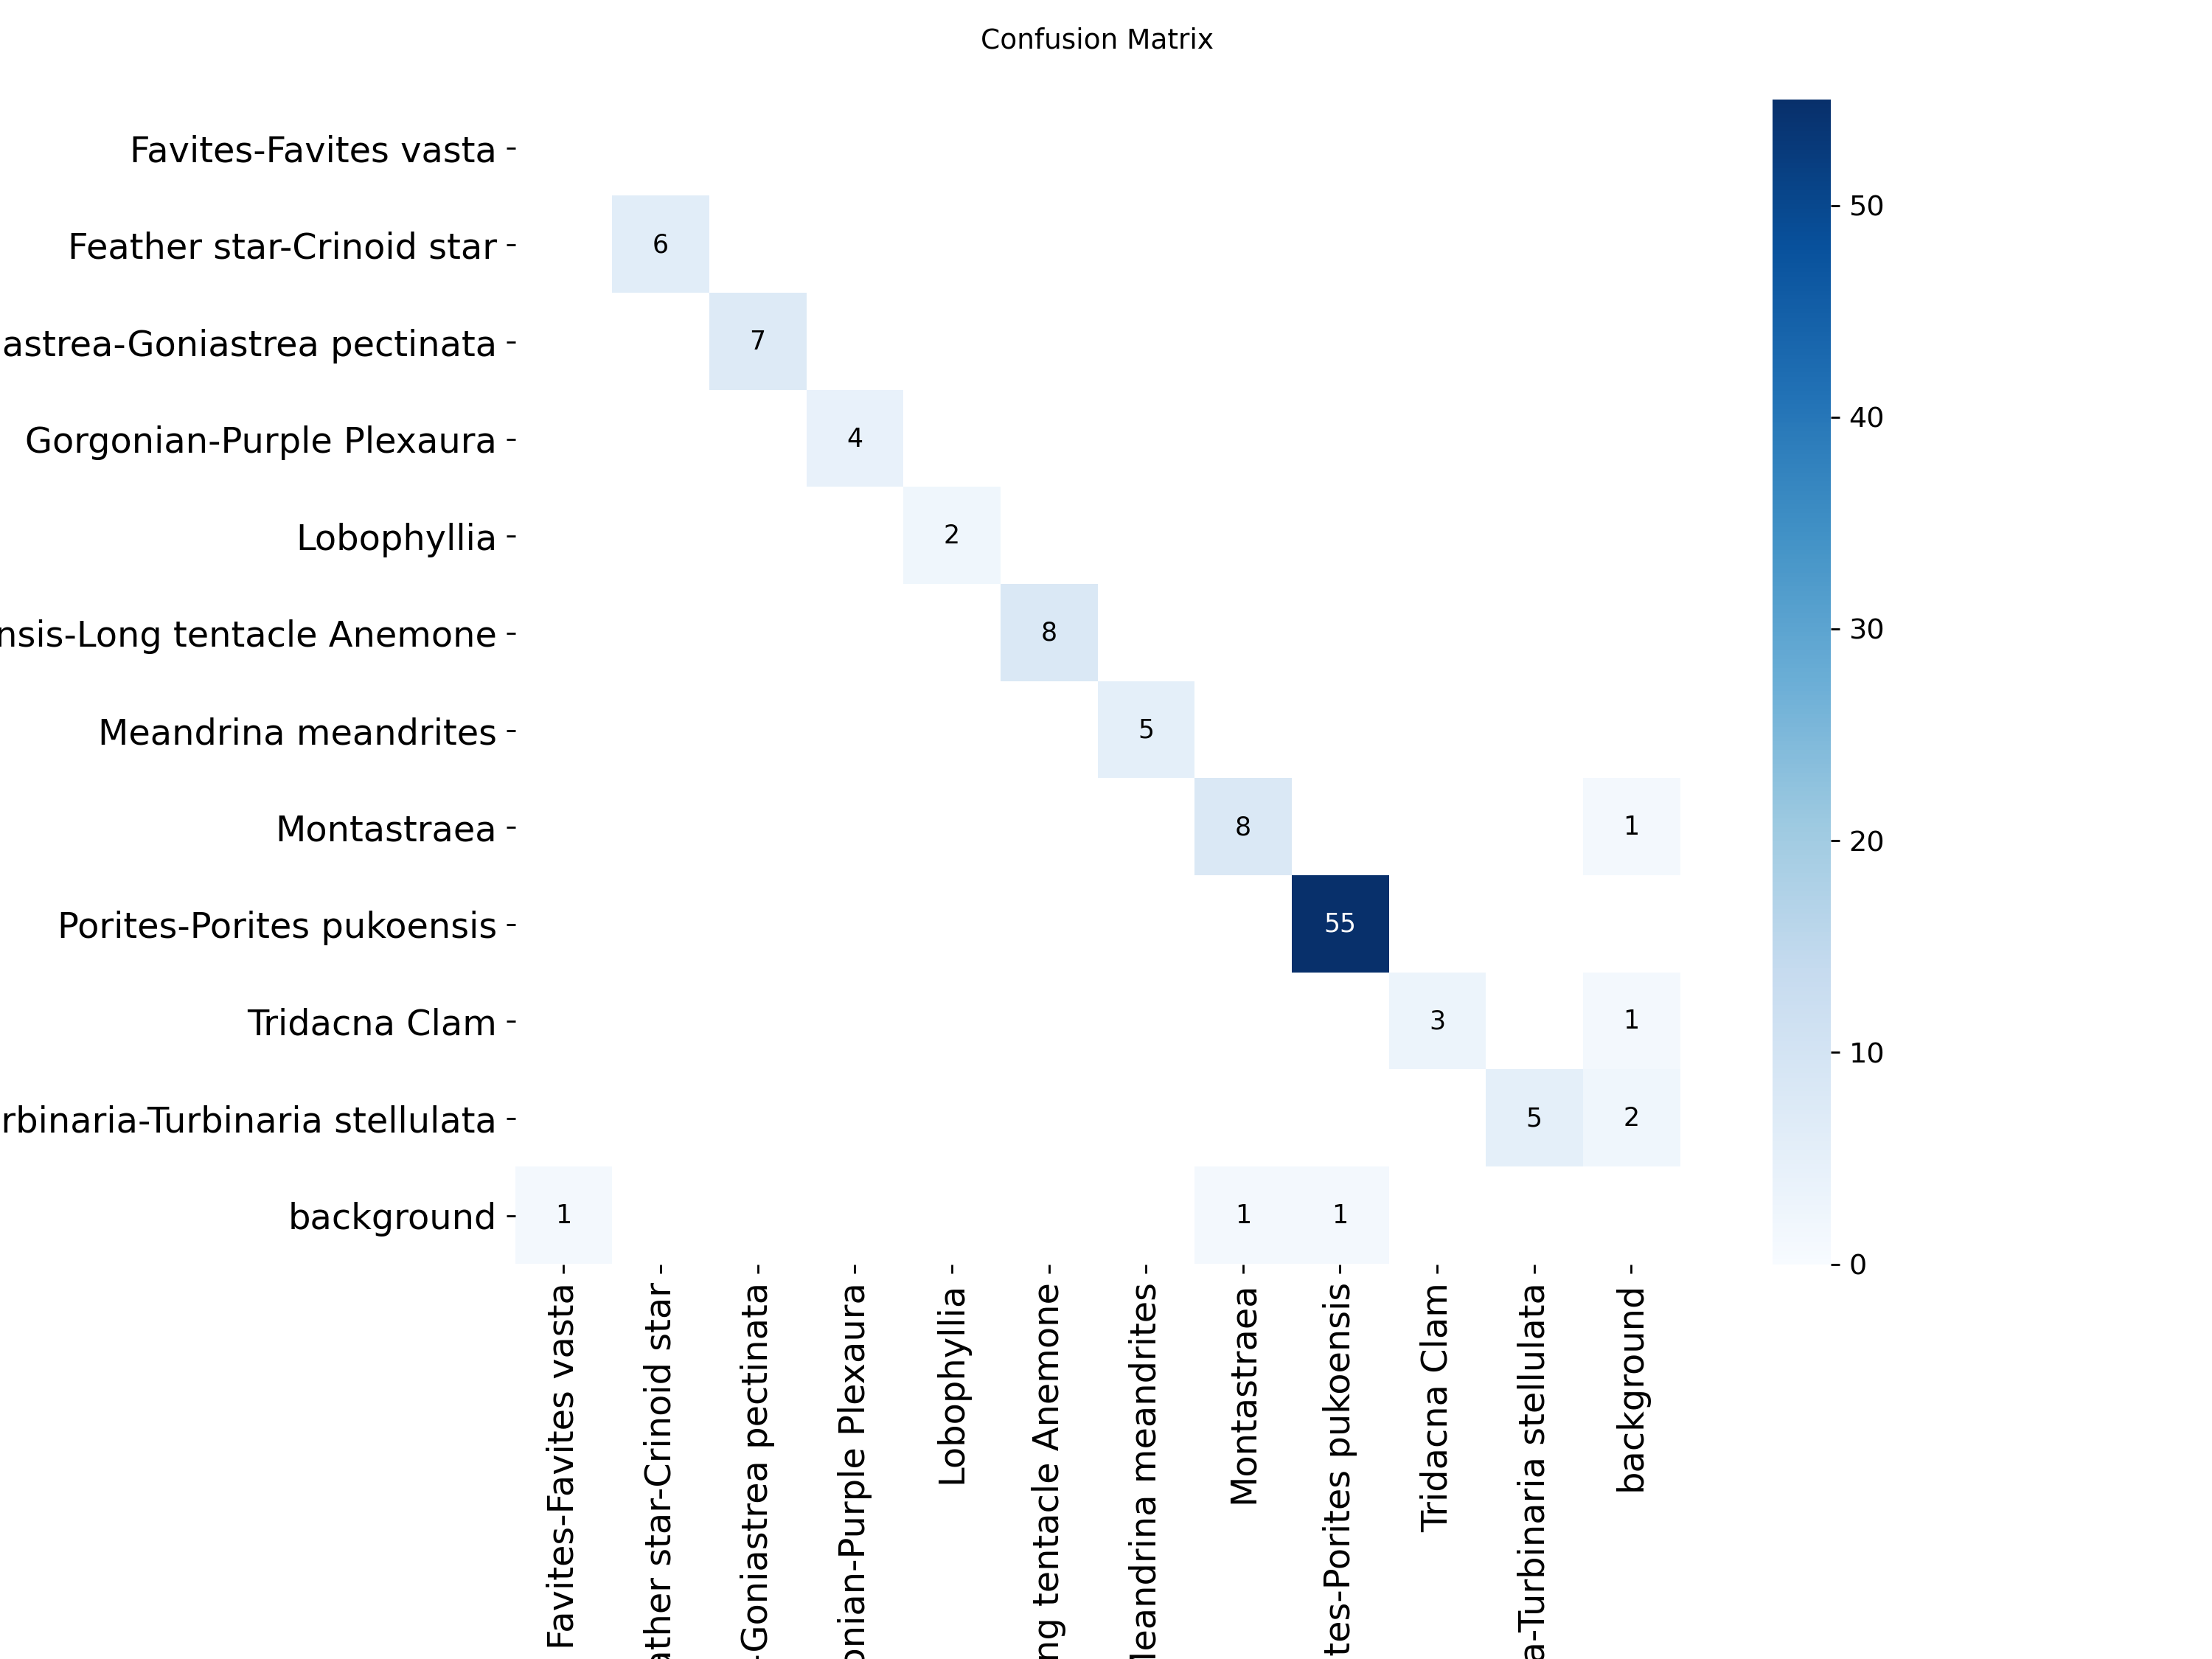 Confusion Matrix
Favites-Favites vasta
Feather star-Crinoid star
6
astrea-Goniastrea pectinata
7
Gorgonian-Purple Plexaura
4
Lobophyllia
2
nsis-Long tentacle Anemone
8
Meandrina meandrites
5
Montastraea
8
1
Porites-Porites pukoensis
55
Tridacna Clam
3
1
rbinaria-Turbinaria stellulata
5
2
background
1
1
1
Favites-Favites vasta
ather star-Crinoid star
-Goniastrea pectinata
onian-Purple Plexaura
Lobophyllia
ng tentacle Anemone
leandrina meandrites
Montastraea
tes-Porites pukoensis
Tridacna Clam
a-Turbinaria stellulata
background
50
40
30
20
10
0